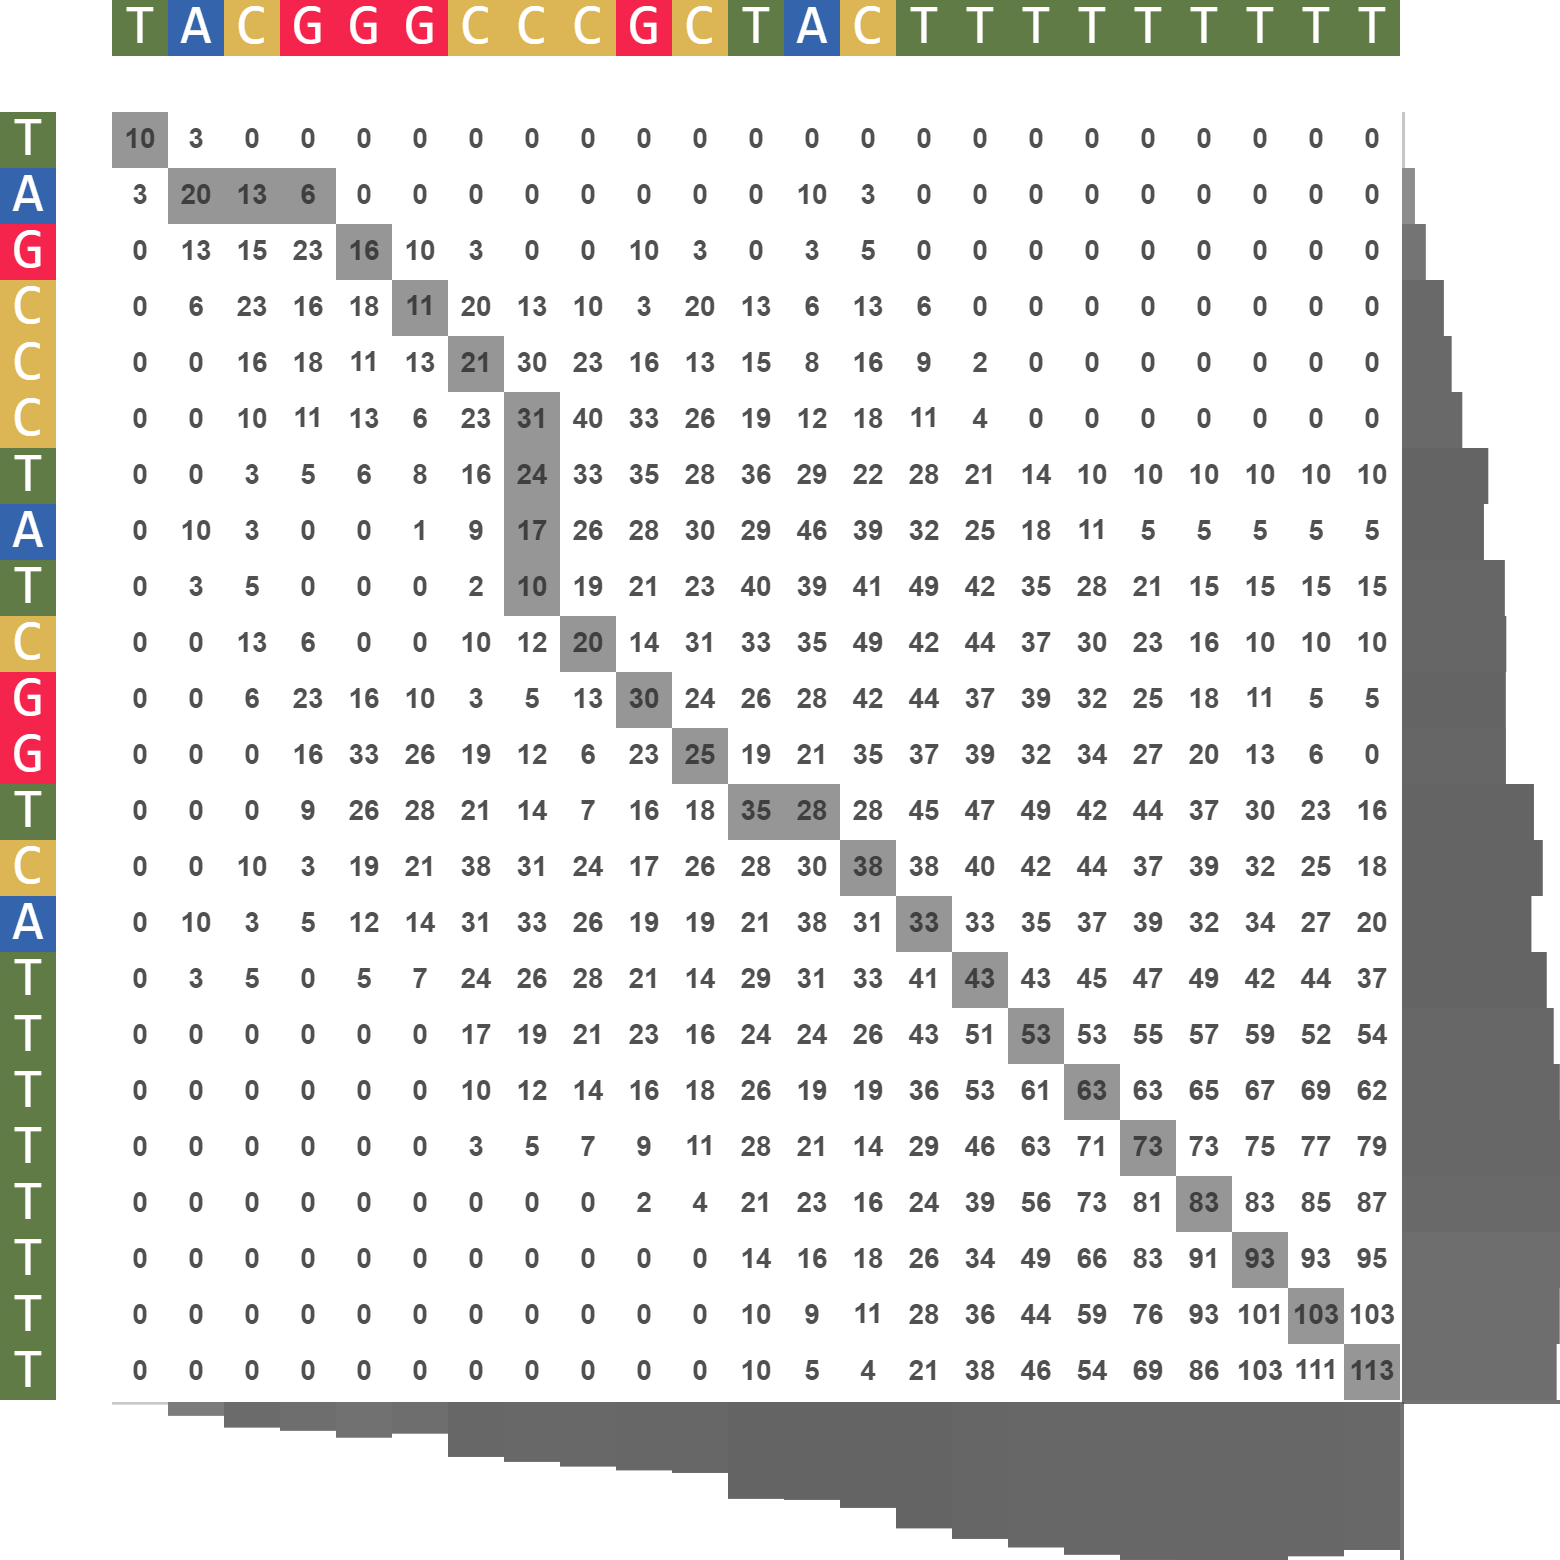 T A C G G G C C C G C T A C T T T T T T T T T
T 10 3 0 0 0 0 0 0 0 0 0 0 0 0 0 0 0 0 0 0 0 0 0
A 3 20 13 6 0 0 0 0 0 0 0 0 10 3 0 0 0 0 0 0 0 0 0
G 0 13 15 23 16 10 3 0 0 10 3 0 3 5 0 0 0 0 0 0 0 0 0
C 0 6 23 16 18 11 20 13 10 3 20 13 6 13 6 0 0 0 0 0 0 0 0
C 0 0 16 18 11 13 21 30 23 16 13 15 8 16 9 2 0 0 0 0 0 0 0
C 0 0 10 11 13 6 23 31 40 33 26 19 12 18 11 4 0 0 0 0 0 0 0
T 0 0 3 5 6 8 16 24 33 35 28 36 29 22 28 21 14 10 10 10 10 10 10
A 0 10 3 0 0 1 9 17 26 28 30 29 46 39 32 25 18 11 5 5 5 5 5
T 0 3 5 0 0 0 2 10 19 21 23 40 39 41 49 42 35 28 21 15 15 15 15
C 0 0 13 6 0 0 10 12 20 14 31 33 35 49 42 44 37 30 23 16 10 10 10
G 0 0 6 23 16 10 3 5 13 30 24 26 28 42 44 37 39 32 25 18 11 5 5
G 0 0 0 16 33 26 19 12 6 23 25 19 21 35 37 39 32 34 27 20 13 6 0
T 0 0 0 9 26 28 21 14 7 16 18 35 28 28 45 47 49 42 44 37 30 23 16
C 0 0 10 3 19 21 38 31 24 17 26 28 30 38 38 40 42 44 37 39 32 25 18
A 0 10 3 5 12 14 31 33 26 19 19 21 38 31 33 33 35 37 39 32 34 27 20
T 0 3 5 0 5 7 24 26 28 21 14 29 31 33 41 43 43 45 47 49 42 44 37
T 0 0 0 0 0 0 17 19 21 23 16 24 24 26 43 51 53 53 55 57 59 52 54
T 0 0 0 0 0 0 10 12 14 16 18 26 19 19 36 53 61 63 63 65 67 69 62
T 0 0 0 0 0 0 3 5 7 9 11 28 21 14 29 46 63 71 73 73 75 77 79
T 0 0 0 0 0 0 0 0 0 2 4 21 23 16 24 39 56 73 81 83 83 85 87
T 0 0 0 0 0 0 0 0 0 0 0 14 16 18 26 34 49 66 83 91 93 93 95
T 0 0 0 0 0 0 0 0 0 0 0 10 9 11 28 36 44 59 76 93 101 103 103
T 0 0 0 0 0 0 0 0 0 0 0 10 5 4 21 38 46 54 69 86 103 111 113